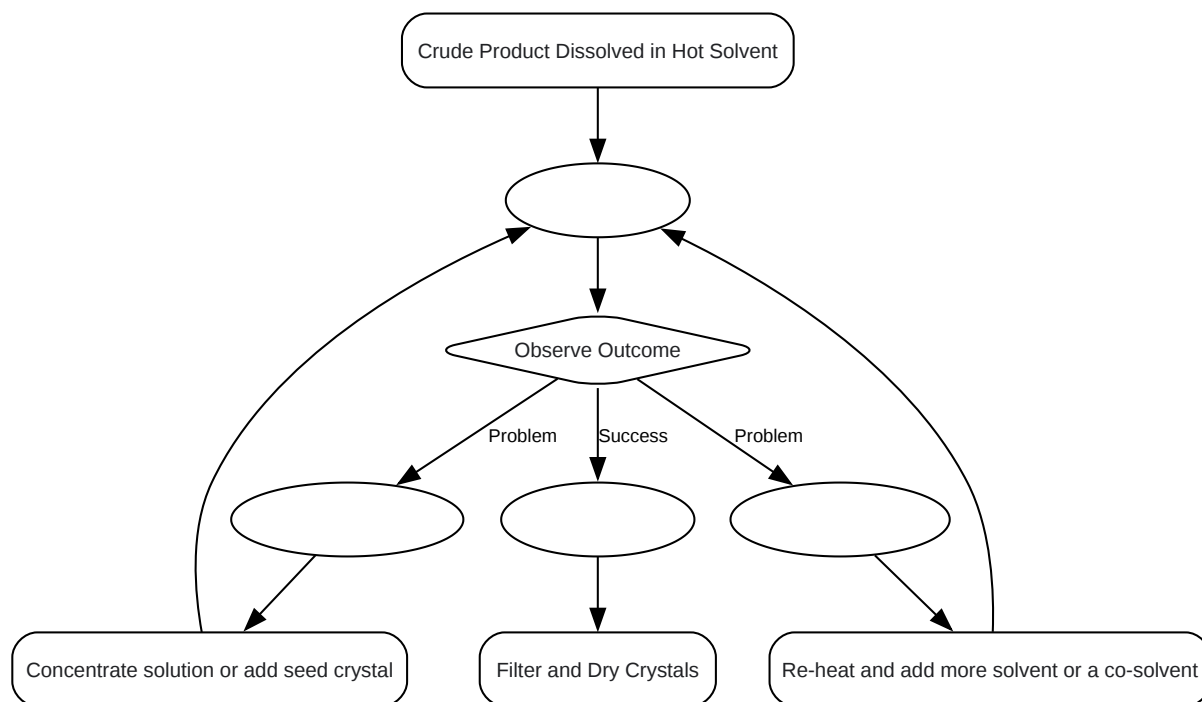 Crude Product Dissolved in Hot Solvent
Observe Outcome
Problem
Success
Problem
Concentrate solution or add seed crystal
Filter and Dry Crystals
Re-heat and add more solvent or a co-solvent